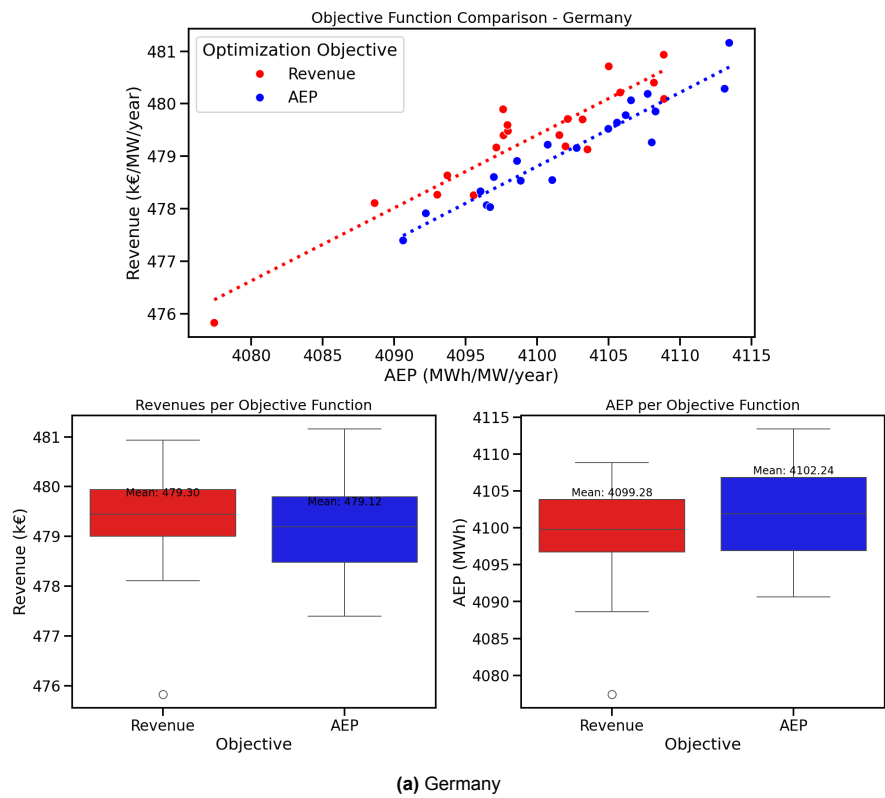 Objective Function Comparison - Germany
Revenue (k€/MW/year)
481
480
479
478
477
476
Optimization Objective
Revenue
AEP
4080 4085 4090 4095 4100 4105 4110 4115
AEP (MWh/MW/year)
Revenues per Objective Function
Revenue (k€)
481
480
479
478
477
476
Mean: 479.30
Mean: 479.12
Revenue AEP
Objective
AEP per Objective Function
AEP (MWh)
4115
4110
4105
4100
4095
4090
4085
4080
Mean: 4099.28
Mean: 4102.24
Revenue AEP
Objective
(a) Germany